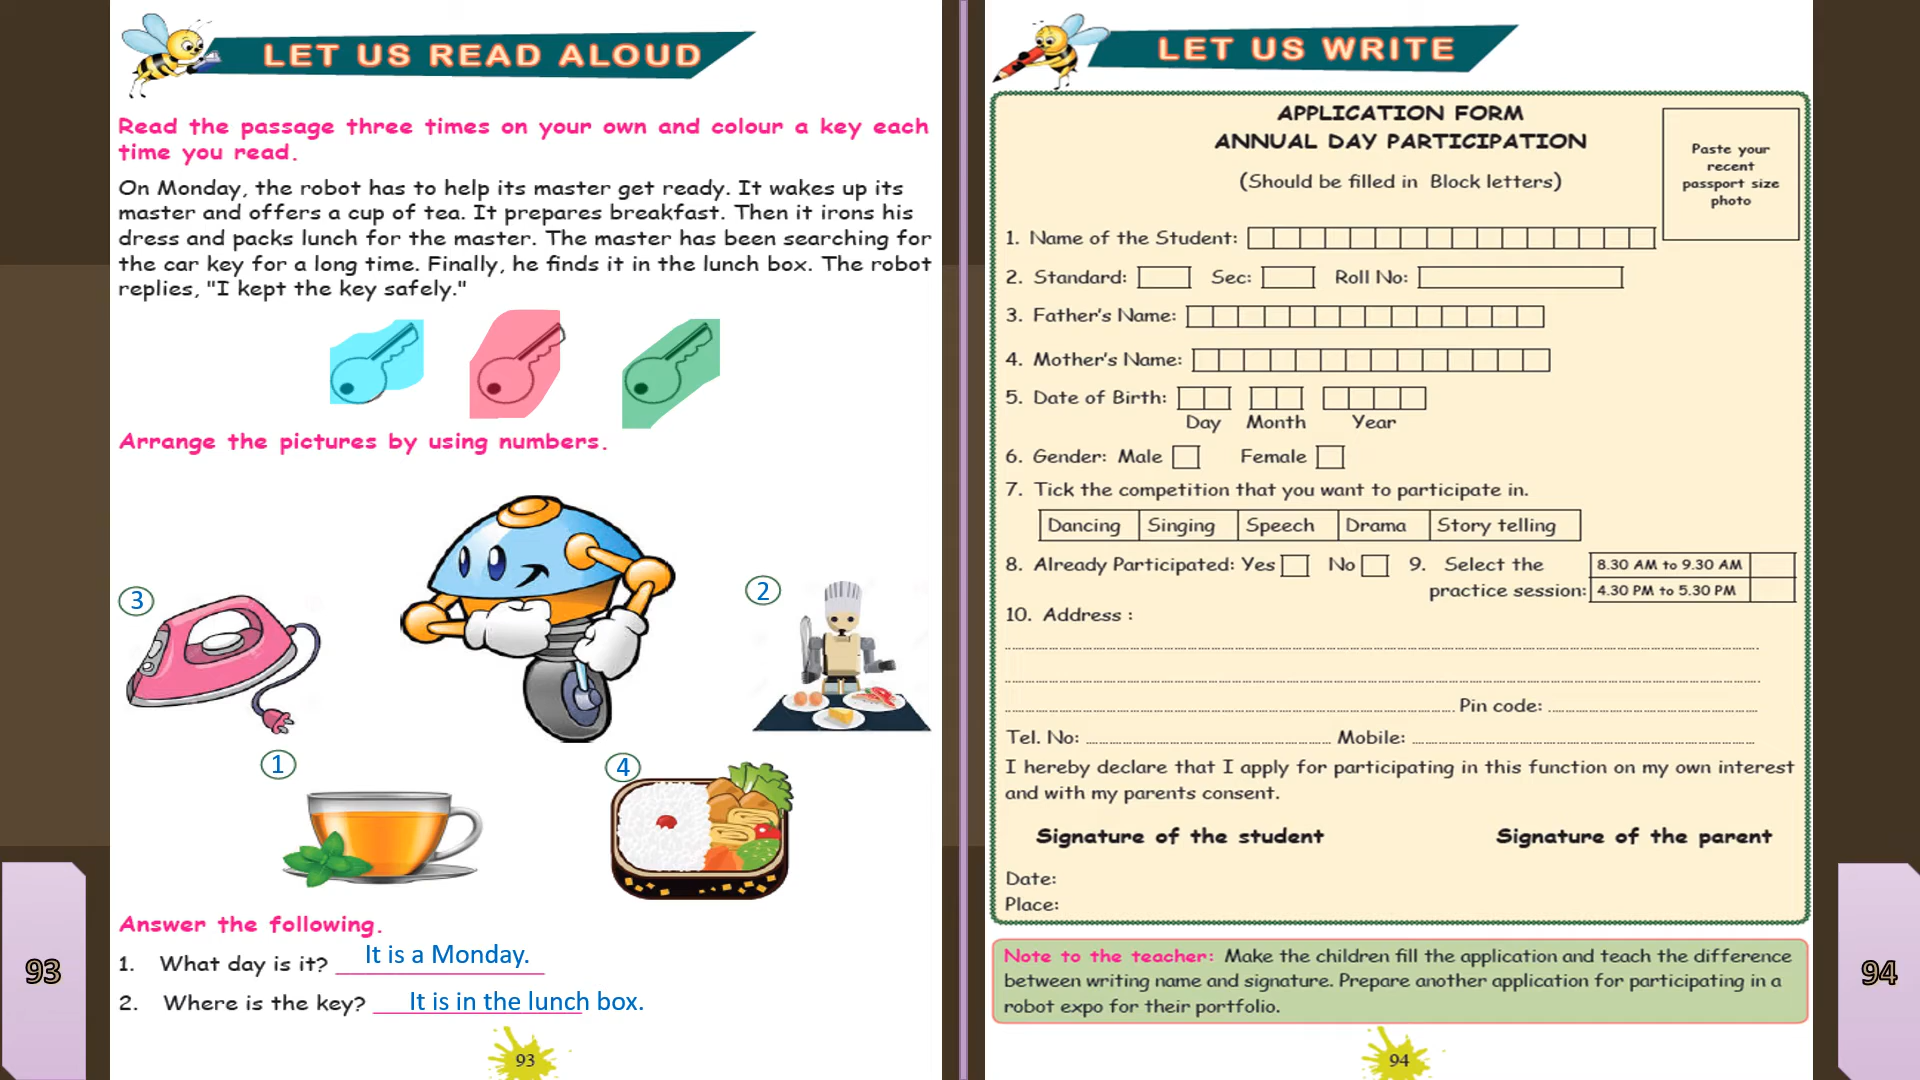 LET US READ ALOUD
Read the passage three times on your own and colour a key each
time you read.
On Monday, the robot has to help its master get ready. It wakes up its
master and offers a cup of tea. It prepares breakfast. Then it irons his
dress and packs lunch for the master. The master has been searching for
the car key for a long time. Finally, he finds it in the lunch box. The robot
replies, "I kept the key safely."
Arrange the pictures by using numbers.
3
2
1
4
Answer the following.
1. What day is it? It is a Monday.
2. Where is the key? It is in the lunch box.
93
93
LET US WRITE
APPLICATION FORM
ANNUAL DAY PARTICIPATION
(Should be filled in Block letters)
Paste your
recent
passport size
photo
1. Name of the Student:
2. Standard: Sec: Roll No:
3. Father's Name:
4. Mother's Name:
5. Date of Birth:
Day Month Year
6. Gender: Male Female
7. Tick the competition that you want to participate in.
Dancing Singing Speech Drama Story telling
8. Already Participated: Yes No 9. Select the
practice session:
8.30 AM to 9.30 AM
4.30 PM to 5.30 PM
10. Address :
Pin code:
Tel. No: Mobile:
I hereby declare that I apply for participating in this function on my own interest
and with my parents consent.
Signature of the student Signature of the parent
Date:
Place:
Note to the teacher: Make the children fill the application and teach the difference
between writing name and signature. Prepare another application for participating in a
robot expo for their portfolio.
94
94